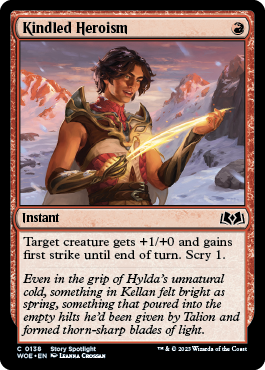 Kindled Heroism
Instant
Target creature gets +1/+0 and gains
first strike until end of turn. Scry 1.
Even in the grip of Hylda's unnatural
cold, something in Kellan felt bright as
spring, something that poured into the
empty hilts he'd been given by Talion and
formed thorn-sharp blades of light.
C 0138 Story Spotlight
WOE • EN Leanna Crossan
™ & © 2023 Wizards of the Coast